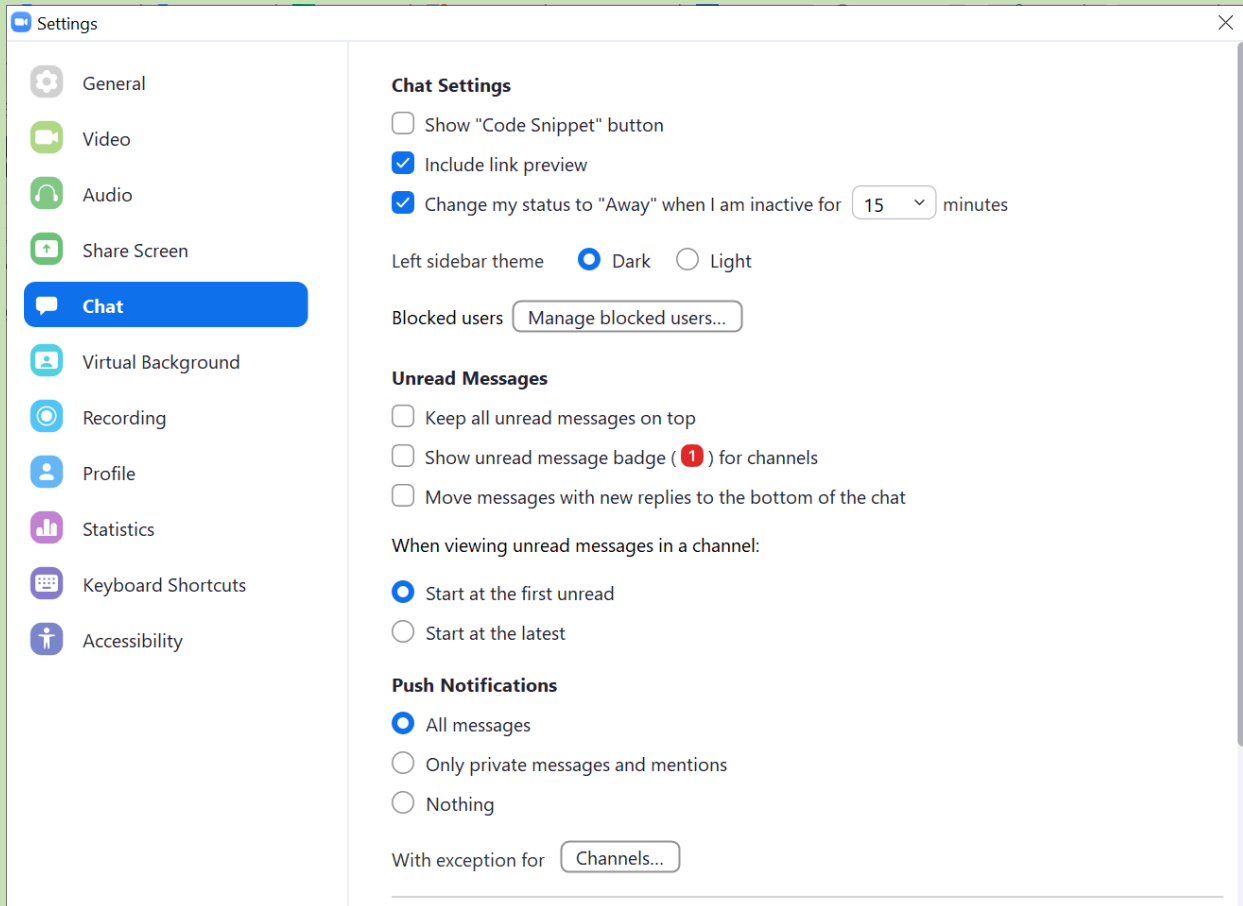 Settings
General
Video
Audio
Share Screen
Chat
Virtual Background
Recording
Profile
Statistics
Keyboard Shortcuts
Accessibility
Chat Settings
Show "Code Snippet" button
Include link preview
Change my status to "Away" when I am inactive for 15 minutes
Left sidebar theme Dark Light
Blocked users Manage blocked users...
Unread Messages
Keep all unread messages on top
Show unread message badge ( 1 ) for channels
Move messages with new replies to the bottom of the chat
When viewing unread messages in a channel:
Start at the first unread
Start at the latest
Push Notifications
All messages
Only private messages and mentions
Nothing
With exception for Channels...